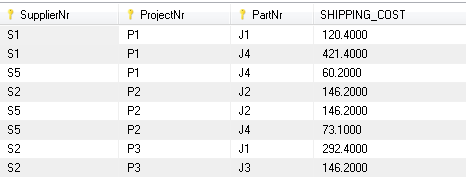 SupplierNr ProjectNr PartNr SHIPPING_COST
S1 P1 J1 120.4000
S1 P1 J4 421.4000
S5 P1 J4 60.2000
S2 P2 J2 146.2000
S5 P2 J2 146.2000
S5 P2 J4 73.1000
S2 P3 J1 292.4000
S2 P3 J3 146.2000